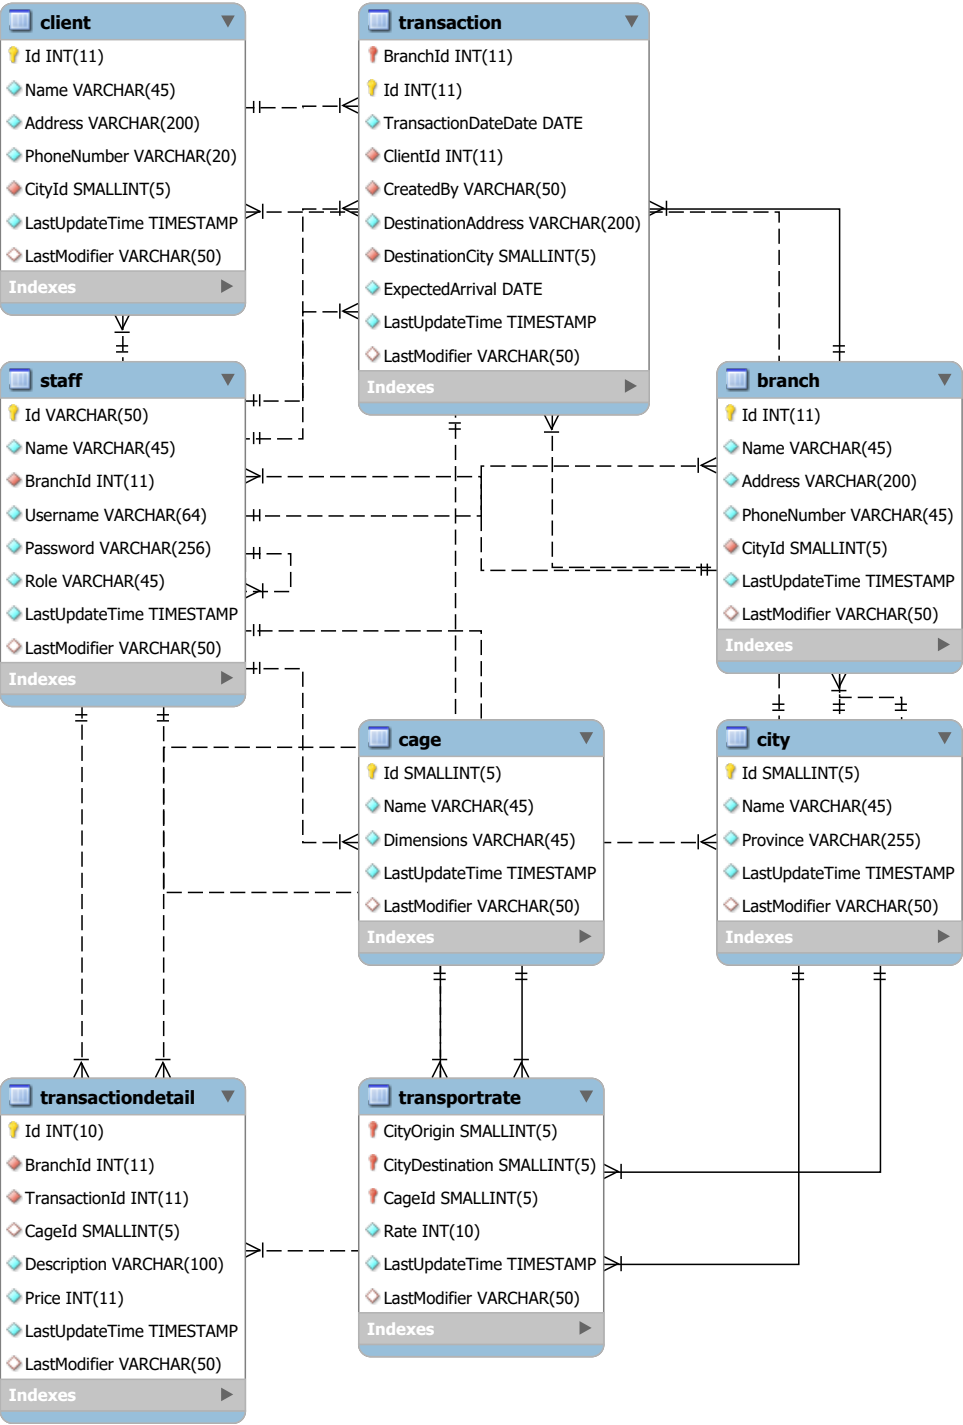 client
Id INT(11)
Name VARCHAR(45)
Address VARCHAR(200)
PhoneNumber VARCHAR(20)
CityId SMALLINT(5)
LastUpdateTime TIMESTAMP
LastModifier VARCHAR(50)
Indexes
transaction
BranchId INT(11)
Id INT(11)
TransactionDateDate DATE
ClientId INT(11)
CreatedBy VARCHAR(50)
DestinationAddress VARCHAR(200)
DestinationCity SMALLINT(5)
ExpectedArrival DATE
LastUpdateTime TIMESTAMP
LastModifier VARCHAR(50)
Indexes
staff
Id VARCHAR(50)
Name VARCHAR(45)
BranchId INT(11)
Username VARCHAR(64)
Password VARCHAR(256)
Role VARCHAR(45)
LastUpdateTime TIMESTAMP
LastModifier VARCHAR(50)
Indexes
branch
Id INT(11)
Name VARCHAR(45)
Address VARCHAR(200)
PhoneNumber VARCHAR(45)
CityId SMALLINT(5)
LastUpdateTime TIMESTAMP
LastModifier VARCHAR(50)
Indexes
cage
Id SMALLINT(5)
Name VARCHAR(45)
Dimensions VARCHAR(45)
LastUpdateTime TIMESTAMP
LastModifier VARCHAR(50)
Indexes
city
Id SMALLINT(5)
Name VARCHAR(45)
Province VARCHAR(255)
LastUpdateTime TIMESTAMP
LastModifier VARCHAR(50)
Indexes
transactiondetail
Id INT(10)
BranchId INT(11)
TransactionId INT(11)
CageId SMALLINT(5)
Description VARCHAR(100)
Price INT(11)
LastUpdateTime TIMESTAMP
LastModifier VARCHAR(50)
Indexes
transportrate
CityOrigin SMALLINT(5)
CityDestination SMALLINT(5)
CageId SMALLINT(5)
Rate INT(10)
LastUpdateTime TIMESTAMP
LastModifier VARCHAR(50)
Indexes